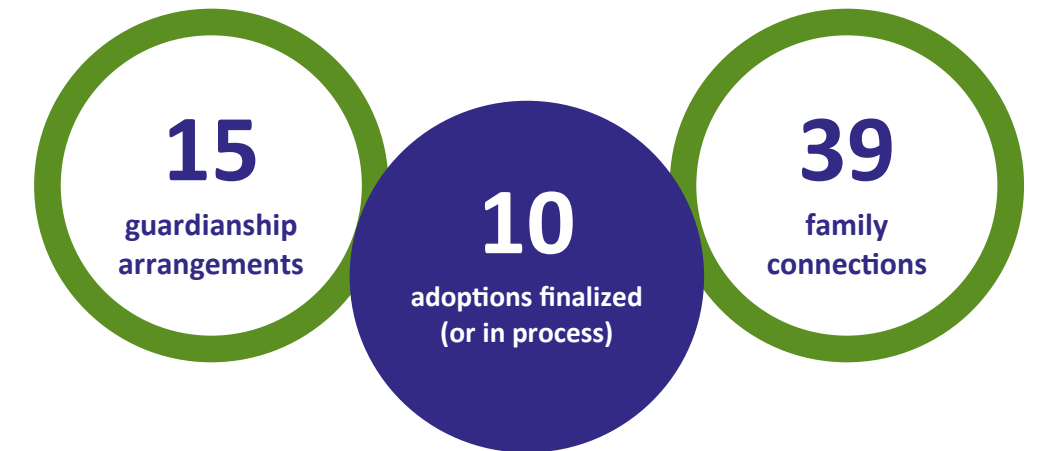 15
guardianship
arrangements
10
adoptions finalized
(or in process)
39
family
connections